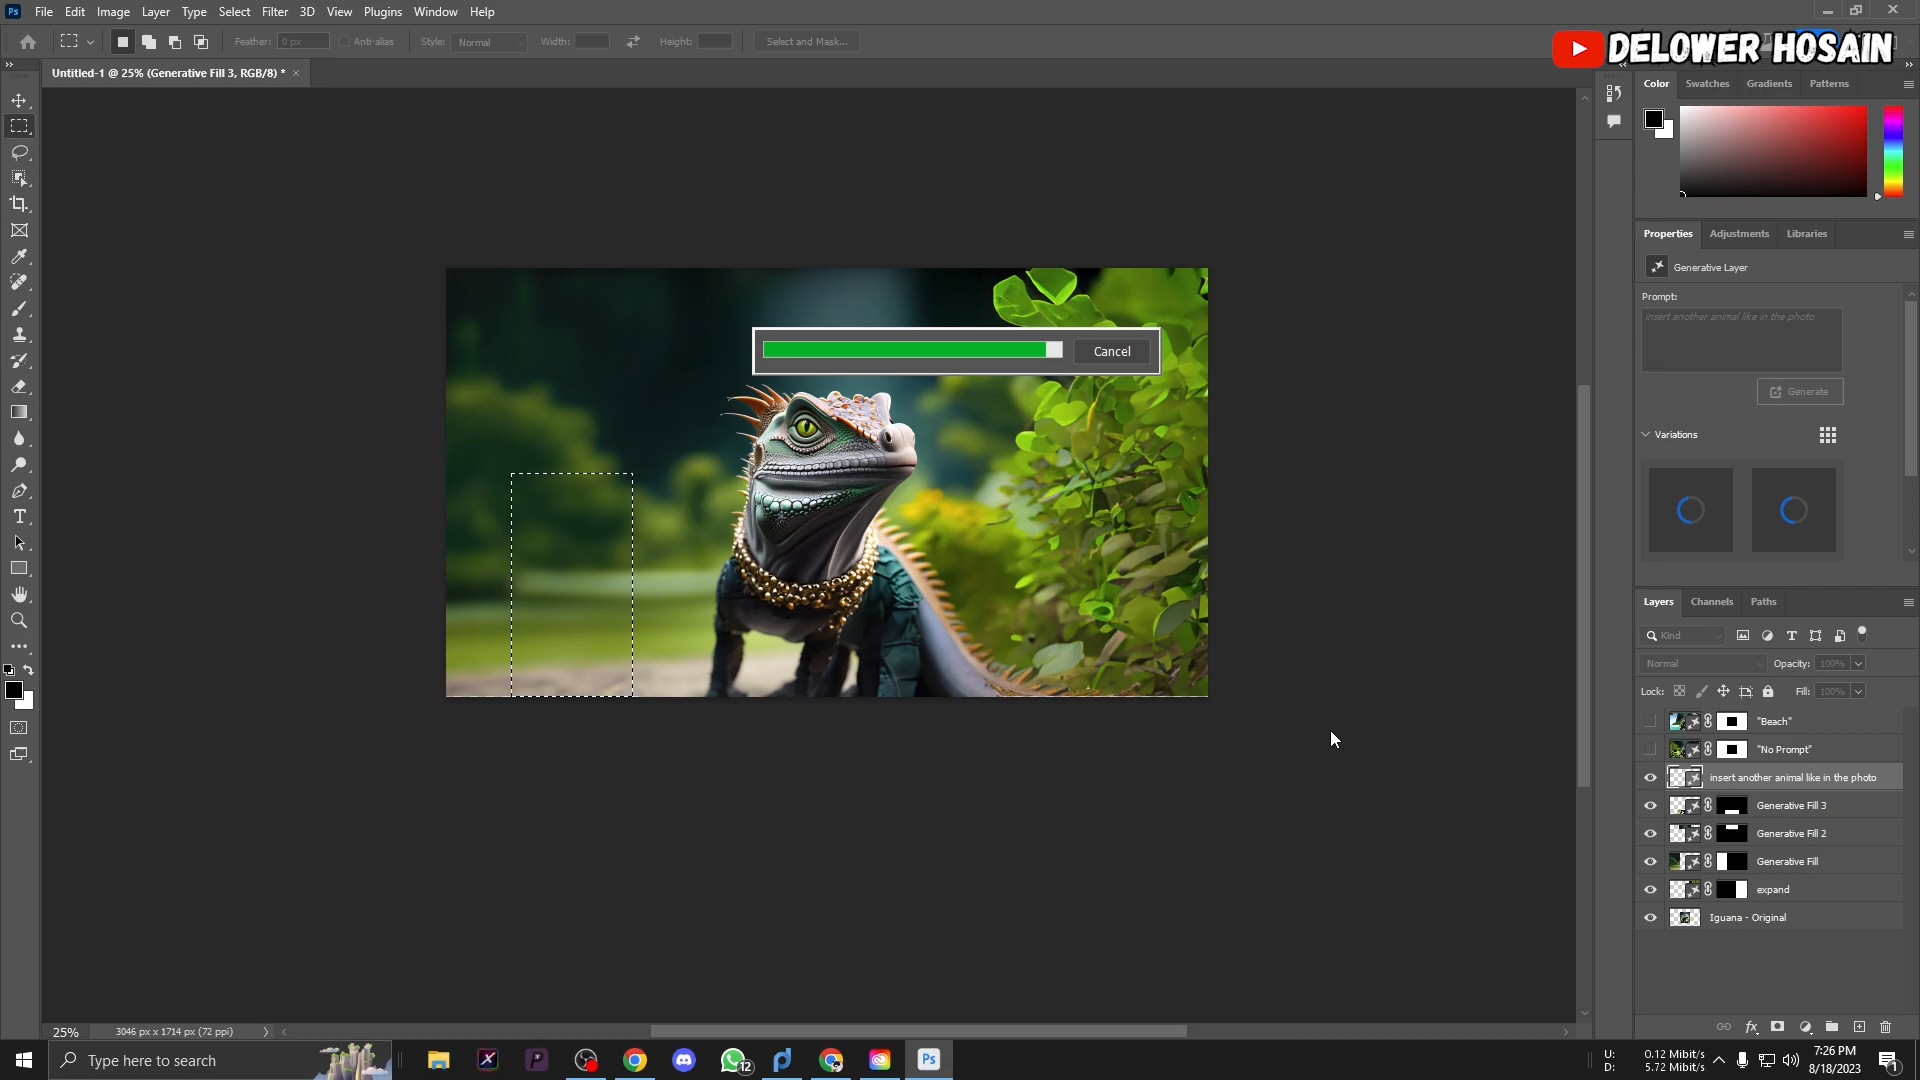 Ps File Edit Image Layer Type Select Filter 3D View Plugins Window Help
Feather: 0 px Anti-alias Style: Normal Width: Height: Select and Mask...
DELOWER HOSAIN
Untitled-1 @ 25% (Generative Fill 3, RGB/8) *
Color Swatches Gradients Patterns
Properties Adjustments Libraries
Generative Layer
Prompt:
insert another animal like in the photo
Cancel
Generate
Variations
Layers Channels Paths
Kind
Normal Opacity: 100%
Lock: Fill: 100%
"Beach"
"No Prompt"
insert another animal like in the photo
Generative Fill 3
Generative Fill 2
Generative Fill
expand
Iguana - Original
25% 3046 px x 1714 px (72 ppi)
Type here to search
12
Ps
U: 0.12 Mibit/s
D: 5.72 Mibit/s
7:26 PM
8/18/2023
1